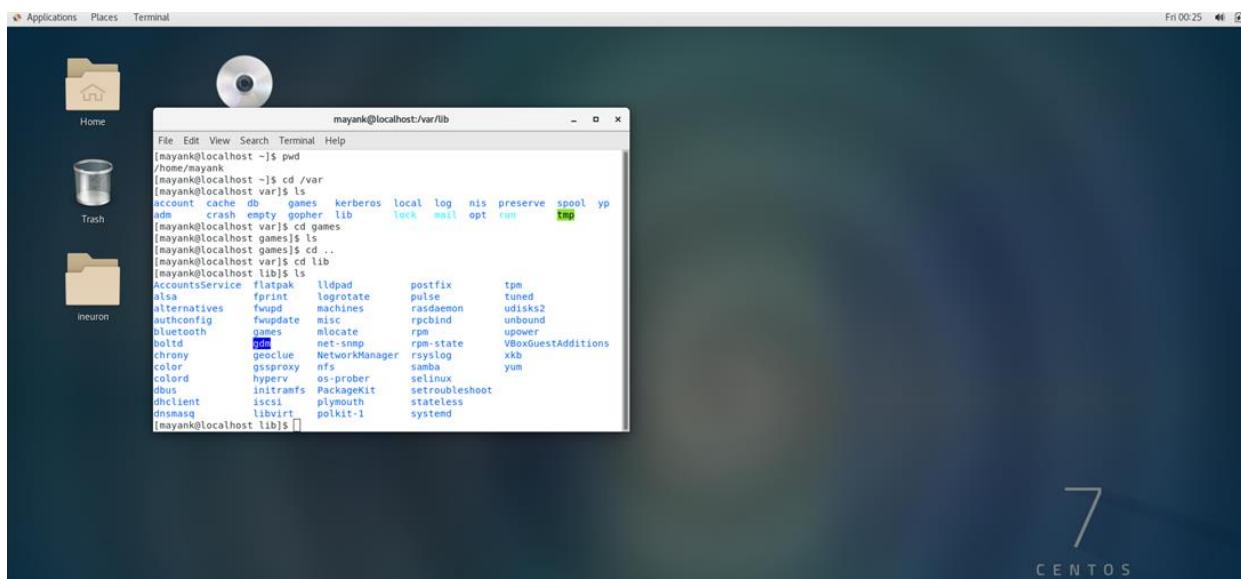 Applications Places Terminal
Fri 00:25
Home
Trash
ineuron
mayank@localhost:/var/lib
File Edit View Search Terminal Help
[mayank@localhost ~]$ pwd
/home/mayank
[mayank@localhost ~]$ cd /var
[mayank@localhost var]$ ls
account cache db games kerberos local log nis preserve spool yp
adm crash empty gopher lib lock mail opt run tmp
[mayank@localhost var]$ cd games
[mayank@localhost games]$ ls
[mayank@localhost games]$ cd ..
[mayank@localhost var]$ cd lib
[mayank@localhost lib]$ ls
AccountsService flatpak lldpad postfix tpm
alsa fprint logrotate pulse tuned
alternatives fwupd machines rasdaemon udisks2
authconfig fwupdate misc rpcbind unbound
bluetooth games mlocate rpm upower
boltd gdm net-snmp rpm-state VBoxGuestAdditions
chrony geoclue NetworkManager rsyslog xkb
color gssproxy nfs samba yum
colord hyperv os-prober selinux
dbus initramfs PackageKit setroubleshoot
dhclient iscsi plymouth stateless
dnsmasq libvirt polkit-1 systemd
[mayank@localhost lib]$
7
CENTOS